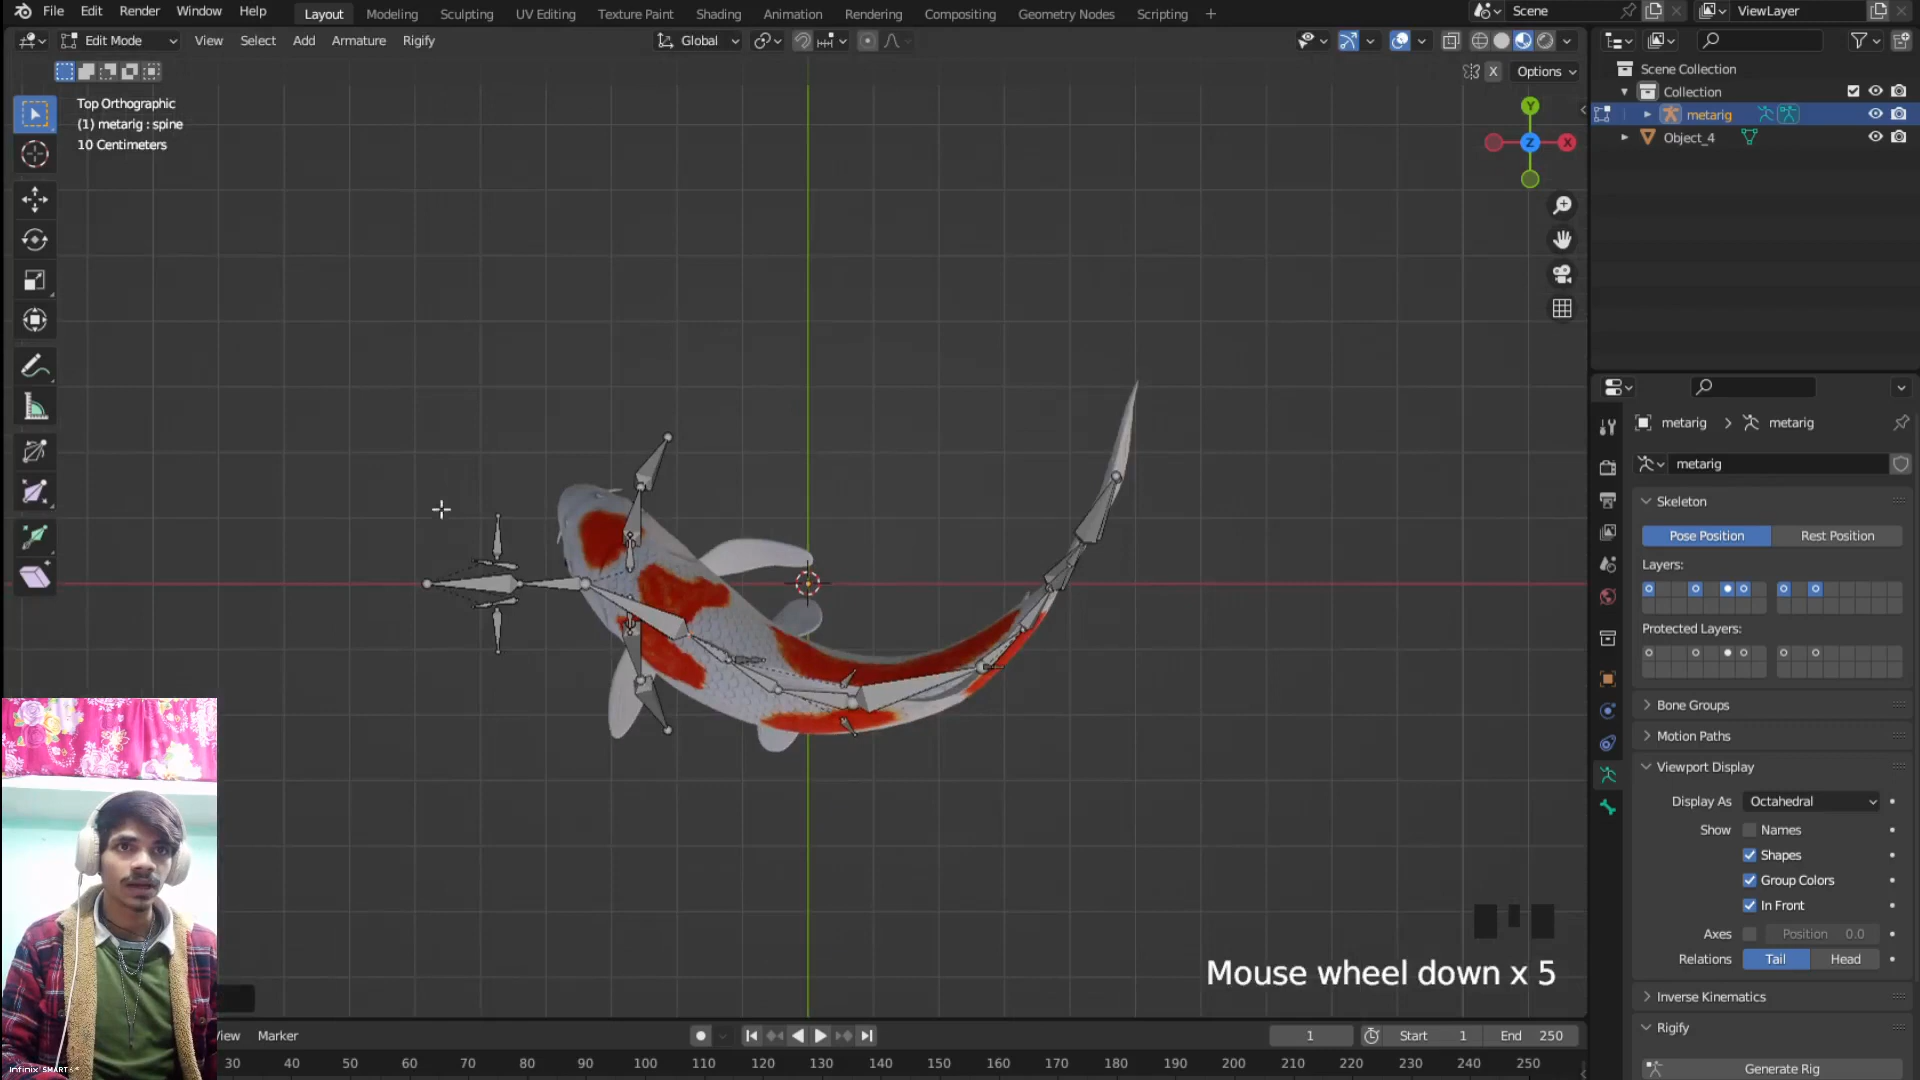 File Edit Render Window Help Layout Modeling Sculpting UV Editing Texture Paint Shading Animation Rendering Compositing Geometry Nodes Scripting + Scene ViewLayer
Edit Mode View Select Add Armature Rigify Global
X Options
Top Orthographic
(1) metarig : spine
10 Centimeters
Y
Z
X
Scene Collection
Collection
metarig
Object_4
metarig > metarig
metarig
Skeleton
Pose Position Rest Position
Layers:
Protected Layers:
Bone Groups
Motion Paths
Viewport Display
Display As Octahedral
Show Names
Shapes
Group Colors
In Front
Axes Position 0.0
Relations Tail Head
Inverse Kinematics
Rigify
Generate Rig
Mouse wheel down x 5
View Marker 1 Start 1 End 250
30 40 50 60 70 80 90 100 110 120 130 140 150 160 170 180 190 200 210 220 230 240 250